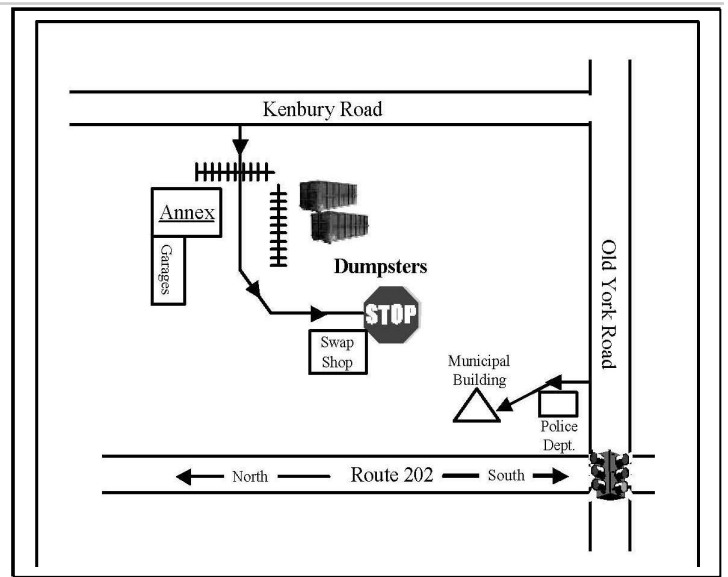 Kenbury Road
Annex
Garages
Dumpsters
STOP
Swap
Shop
Old York Road
Municipal
Building
Police
Dept.
North
Route 202
South